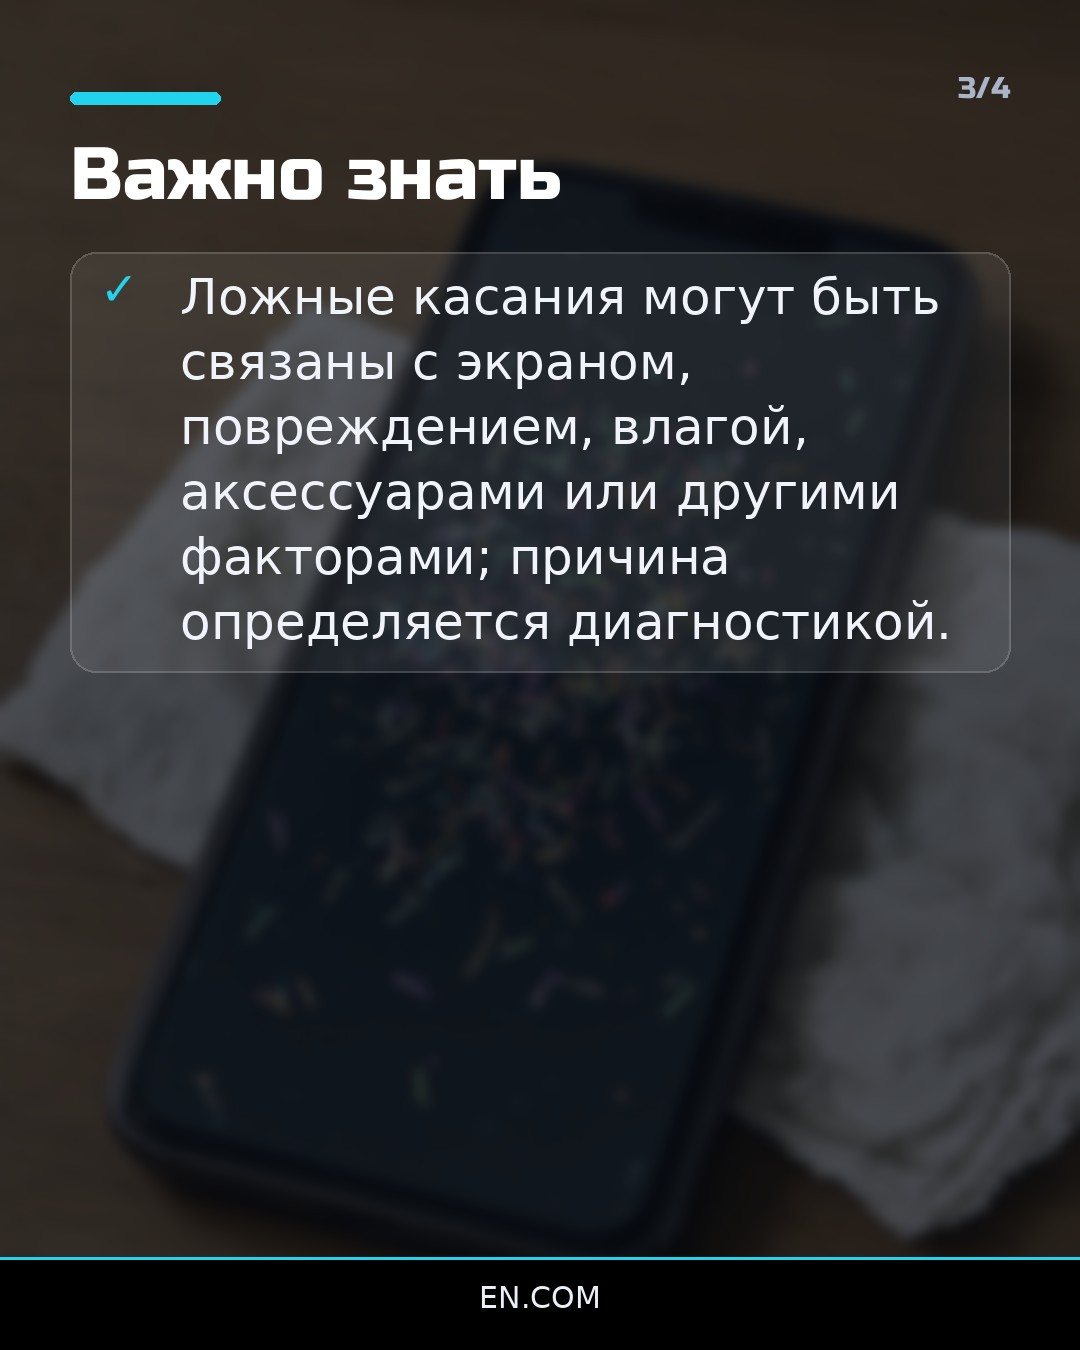 3/4
Важно знать
✓ Ложные касания могут быть
связаны с экраном,
повреждением, влагой,
аксессуарами или другими
факторами; причина
определяется диагностикой.
EN.COM